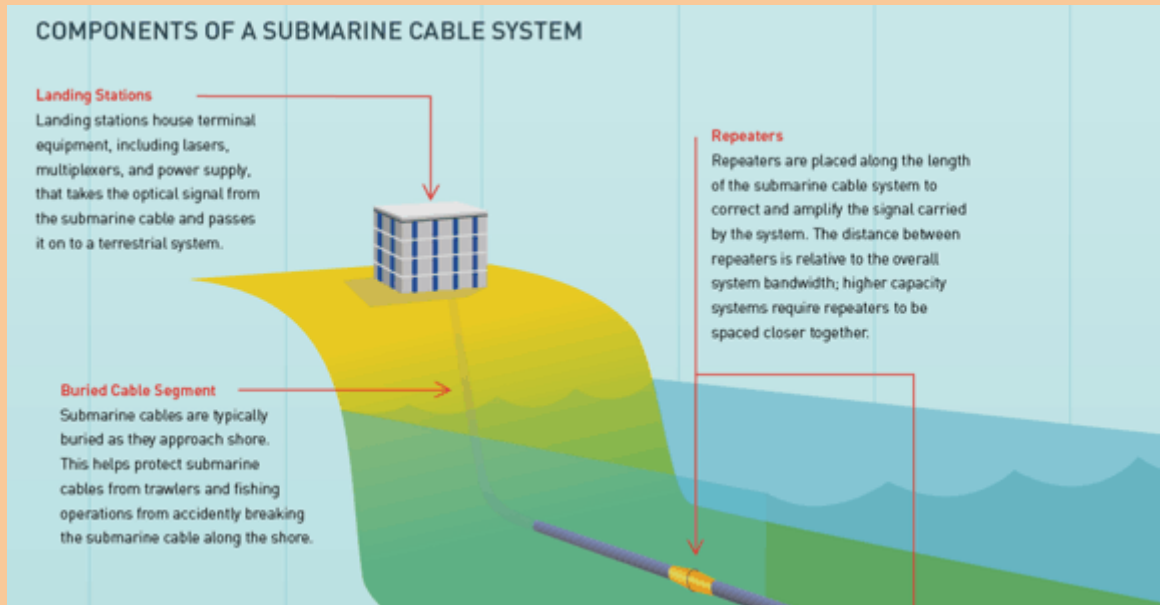 COMPONENTS OF A SUBMARINE CABLE SYSTEM
Landing Stations
Landing stations house terminal
equipment, including lasers,
multiplexers, and power supply,
that takes the optical signal from
the submarine cable and passes
it on to a terrestrial system.
Repeaters
Repeaters are placed along the length
of the submarine cable system to
correct and amplify the signal carried
by the system. The distance between
repeaters is relative to the overall
system bandwidth; higher capacity
systems require repeaters to be
spaced closer together.
Buried Cable Segment
Submarine cables are typically
buried as they approach shore.
This helps protect submarine
cables from trawlers and fishing
operations from accidently breaking
the submarine cable along the shore.